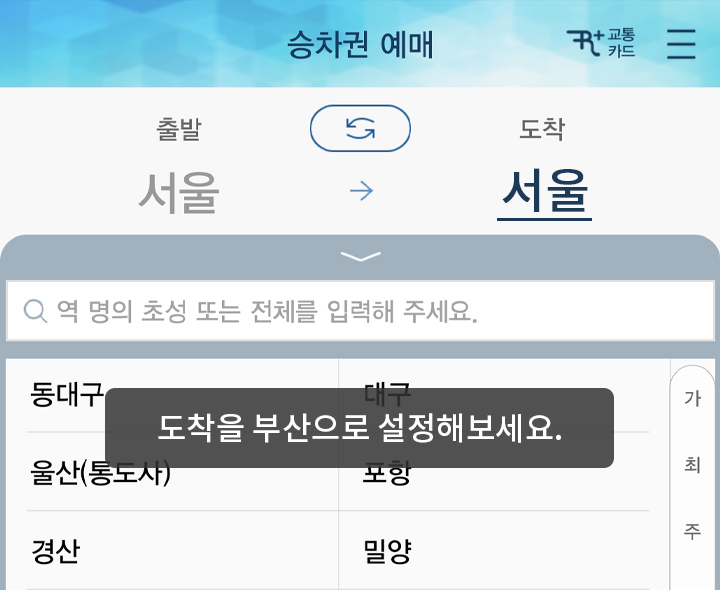 승차권 예매
R+ 교통
카드
출발
도착
서울
서울
역 명의 초성 또는 전체를 입력해 주세요.
동대구
대구
가
도착을 부산으로 설정해보세요.
울산(통도사)
포항
최
경산
밀양
주